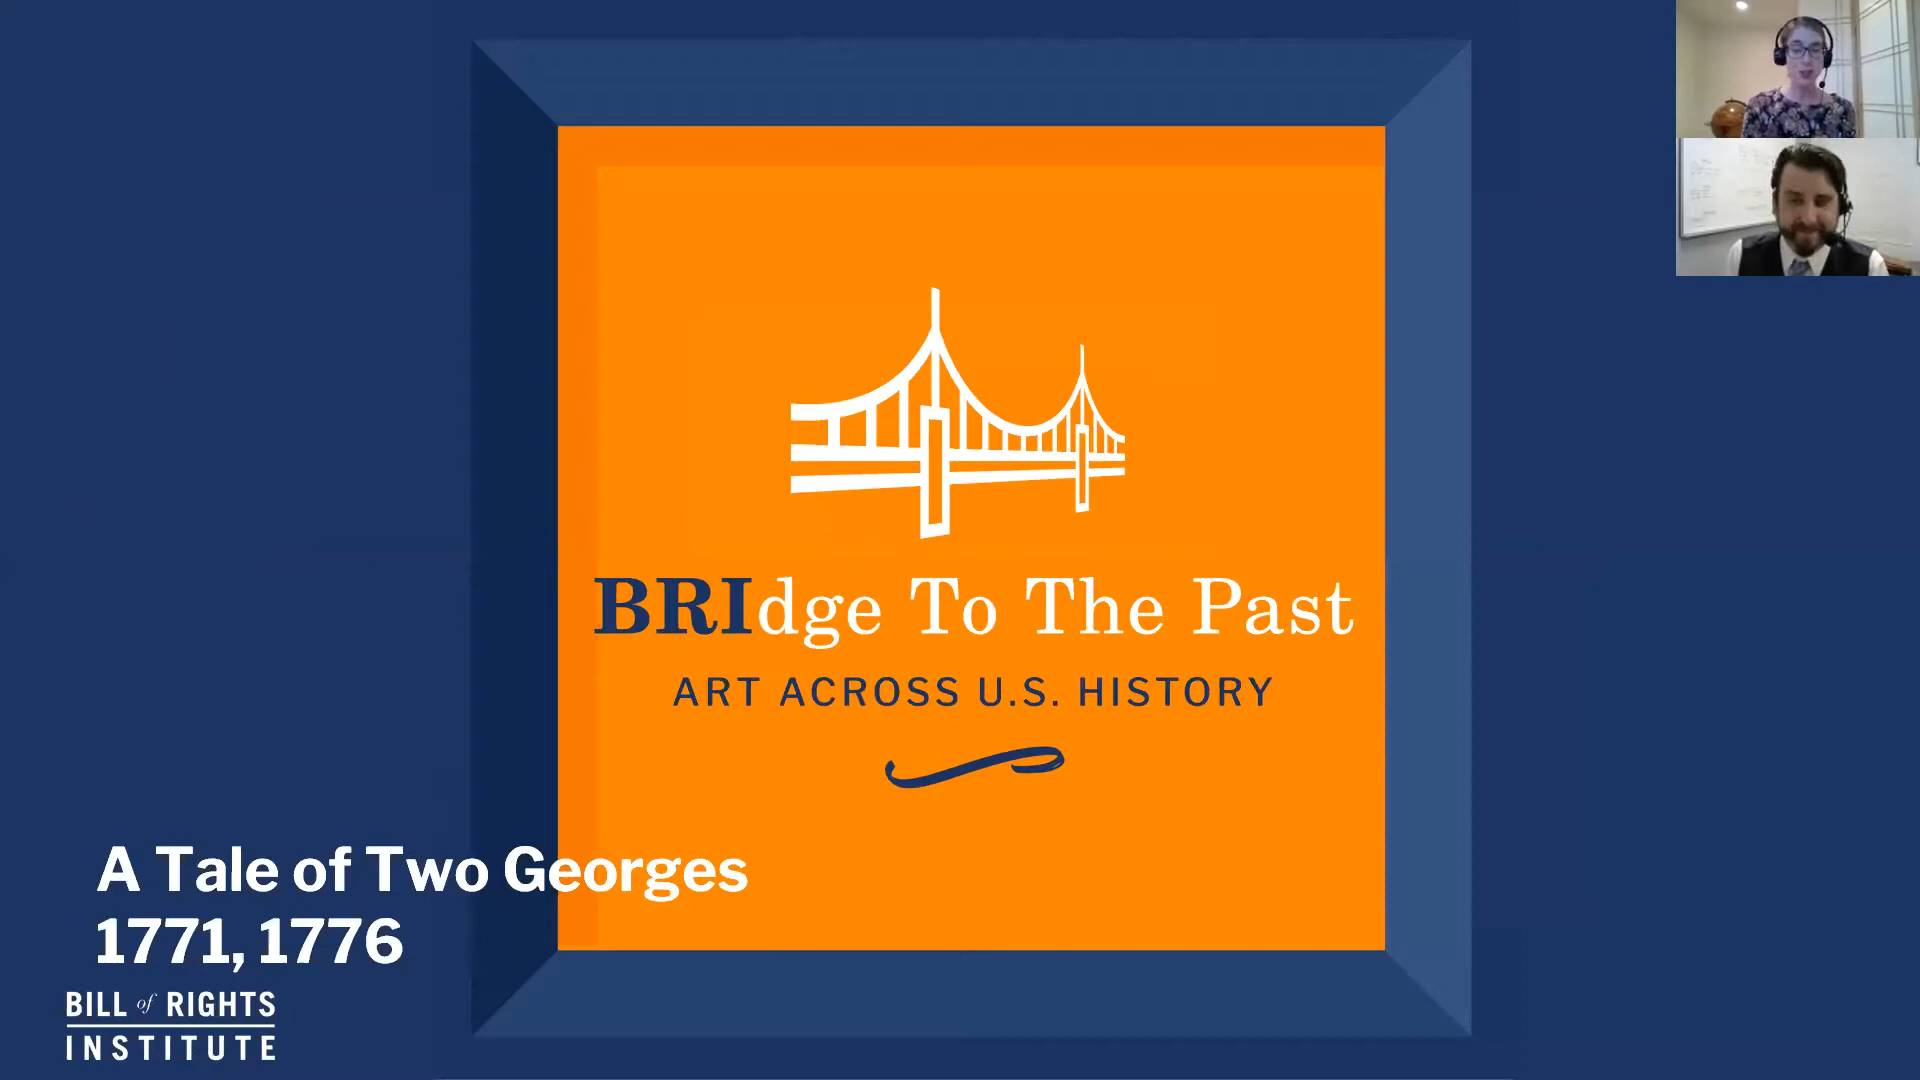 BRIdge To The Past
ART ACROSS U.S. HISTORY
A Tale of Two Georges
1771, 1776
BILL of RIGHTS
INSTITUTE